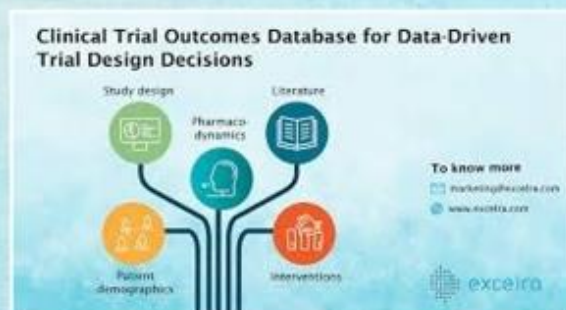 Clinical Trial Outcomes Database for Data-Driven
Trial Design Decisions
Study design
Literature
Pharmaco-
dynamics
To know more
marketing@excelra.com
www.excelra.com
Patient
demographics
Interventions
excelra